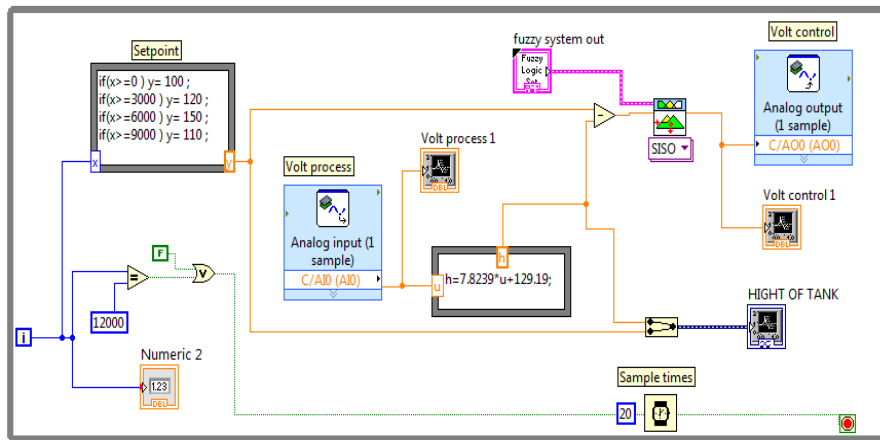 Setpoint
if(x>=0 ) y= 100 ;
if(x>=3000 ) y= 120 ;
if(x>=6000 ) y= 150 ;
if(x>=9000 ) y= 110 ;
x
y
fuzzy system out
Fuzzy
Logic
Volt control
Analog output
(1 sample)
C/AO0 (AO0)
SISO
Volt control 1
DBL
Volt process 1
DBL
Volt process
Analog input (1
sample)
C/AI0 (AI0)
h
u
h=7.8239*u+129.19;
F
=
V
-
12000
i
Numeric 2
1.23
DBL
HIGHT OF TANK
Sample times
20